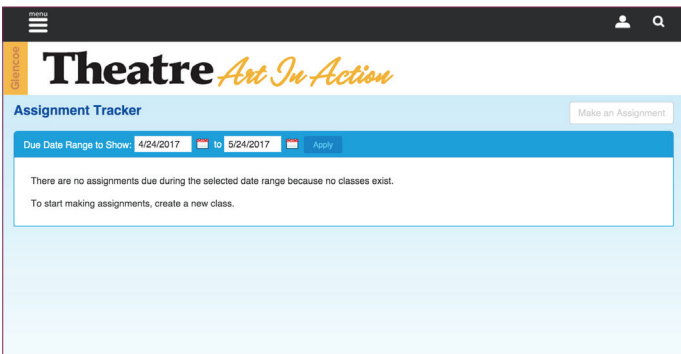 menu
Glencoe
Theatre Art In Action
Assignment Tracker
Make an Assignment
Due Date Range to Show: 4/24/2017 to 5/24/2017 Apply
There are no assignments due during the selected date range because no classes exist.
To start making assignments, create a new class.